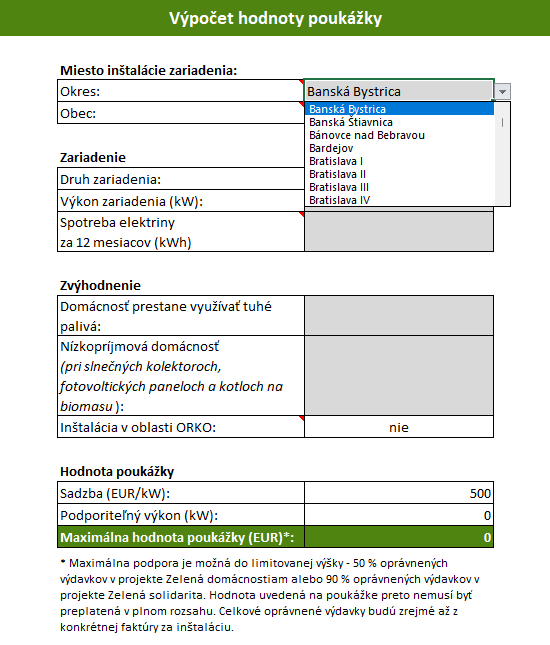 Výpočet hodnoty poukážky
Miesto inštalácie zariadenia:
Okres: Banská Bystrica
Obec:
Banská Bystrica
Banská Štiavnica
Bánovce nad Bebravou
Bardejov
Bratislava I
Bratislava II
Bratislava III
Bratislava IV
Zariadenie
Druh zariadenia:
Výkon zariadenia (kW):
Spotreba elektriny
za 12 mesiacov (kWh)
Zvýhodnenie
Domácnosť prestane využívať tuhé
palivá:
Nízkopríjmová domácnosť
(pri slnečných kolektoroch,
fotovoltických paneloch a kotloch na
biomasu ):
Inštalácia v oblasti ORKO: nie
Hodnota poukážky
Sadzba (EUR/kW): 500
Podporiteľný výkon (kW): 0
Maximálna hodnota poukážky (EUR)*: 0
* Maximálna podpora je možná do limitovanej výšky - 50 % oprávnených
výdavkov v projekte Zelená domácnostiam alebo 90 % oprávnených výdavkov v
projekte Zelená solidarita. Hodnota uvedená na poukážke preto nemusí byť
preplatená v plnom rozsahu. Celkové oprávnené výdavky budú zrejmé až z
konkrétnej faktúry za inštaláciu.